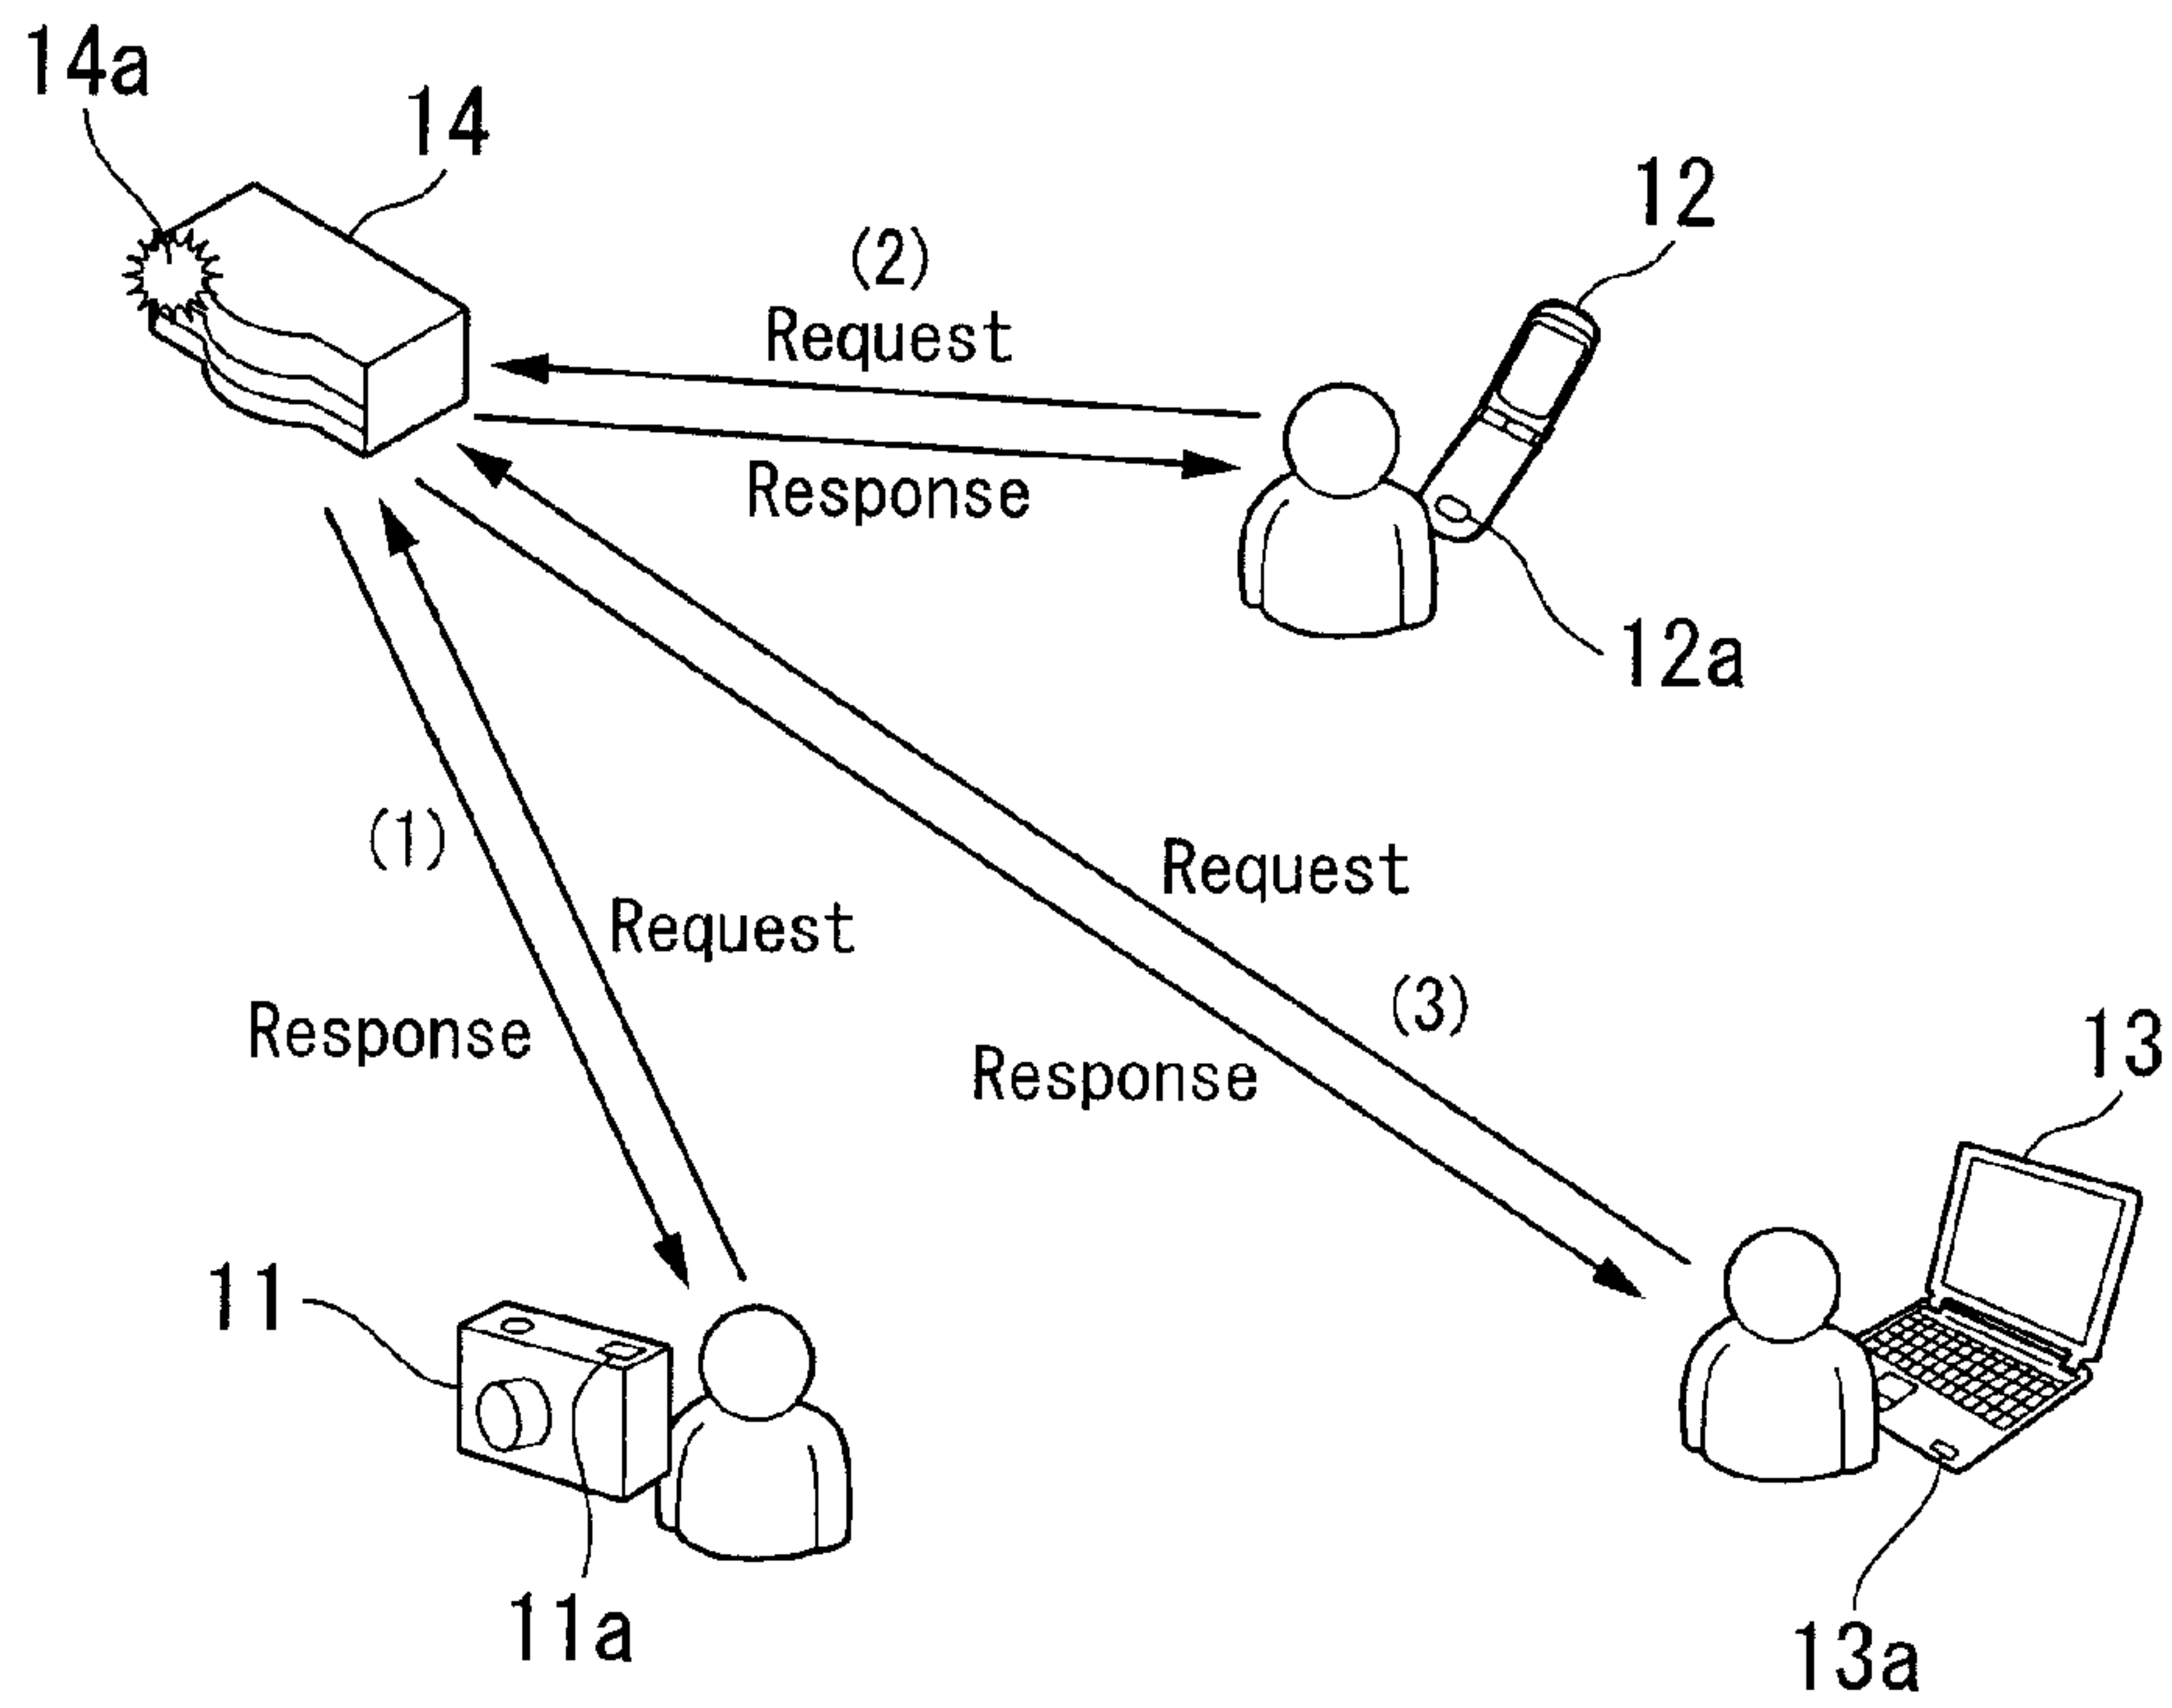 14a
14
12
(2)
Request
Response
12a
(1)
Request
Request
(3)
Response
Response
13
11
11a
13a